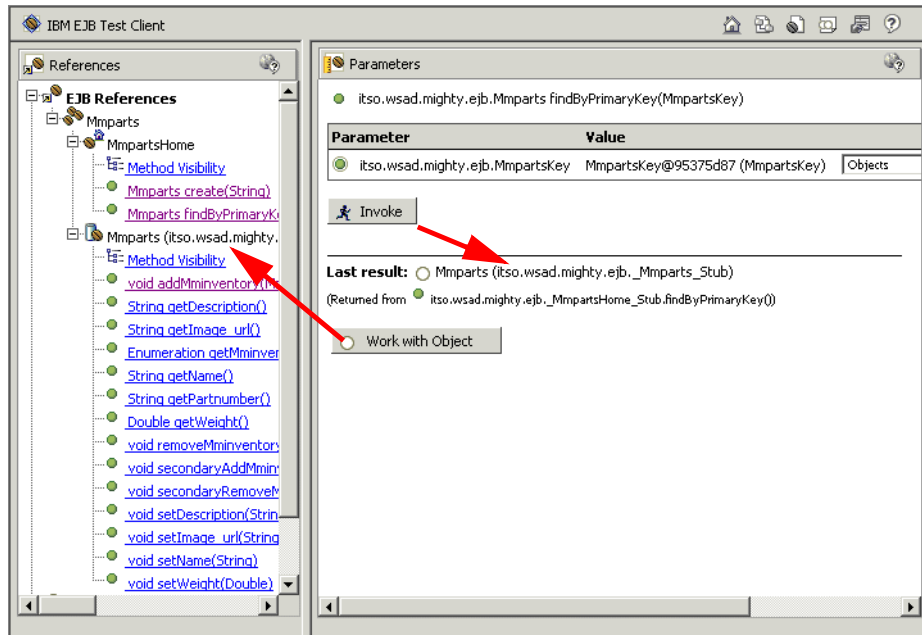 IBM EJB Test Client
References
EJB References
Mmparts
MmpartsHome
Method Visibility
Mmparts create(String)
Mmparts findByPrimaryK
Mmparts (itso.wsad.mighty.
Method Visibility
void addMminventory(M
String getDescription()
String getImage_url()
Enumeration getMminver
String getName()
String getPartnumber()
Double getWeight()
void removeMminventory
void secondaryAddMmin
void secondaryRemoveM
void setDescription(Strin
void setImage_url(String
void setName(String)
void setWeight(Double)
Parameters
itso.wsad.mighty.ejb.Mmparts findByPrimaryKey(MmpartsKey)
Parameter Value
itso.wsad.mighty.ejb.MmpartsKey MmpartsKey@95375d87 (MmpartsKey) Objects
Invoke
Last result: Mmparts (itso.wsad.mighty.ejb._Mmparts_Stub)
(Returned from itso.wsad.mighty.ejb._MmpartsHome_Stub.findByPrimaryKey())
Work with Object